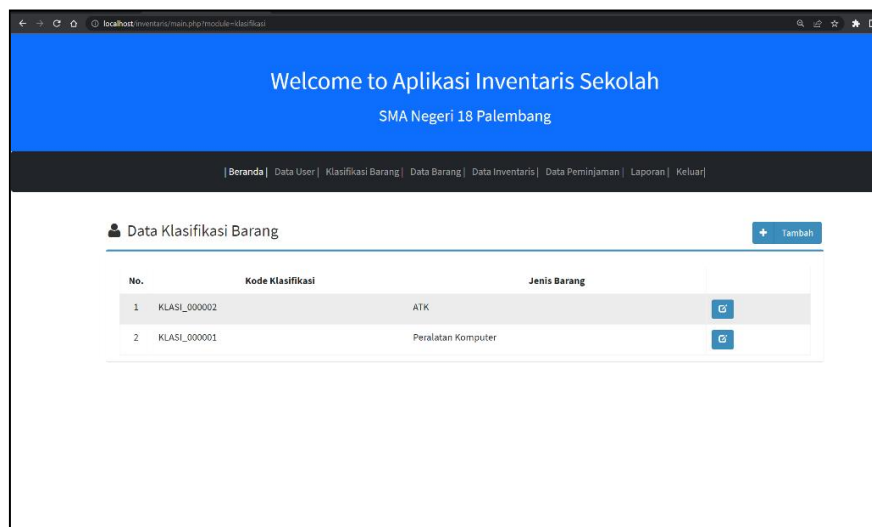 localhost/inventaris/main.php?module=klasifikasi
Welcome to Aplikasi Inventaris Sekolah
SMA Negeri 18 Palembang
| Beranda | Data User | Klasifikasi Barang | Data Barang | Data Inventaris | Data Peminjaman | Laporan | Keluar|
Data Klasifikasi Barang
+ Tambah
No. Kode Klasifikasi Jenis Barang
1 KLASI_000002 ATK
2 KLASI_000001 Peralatan Komputer